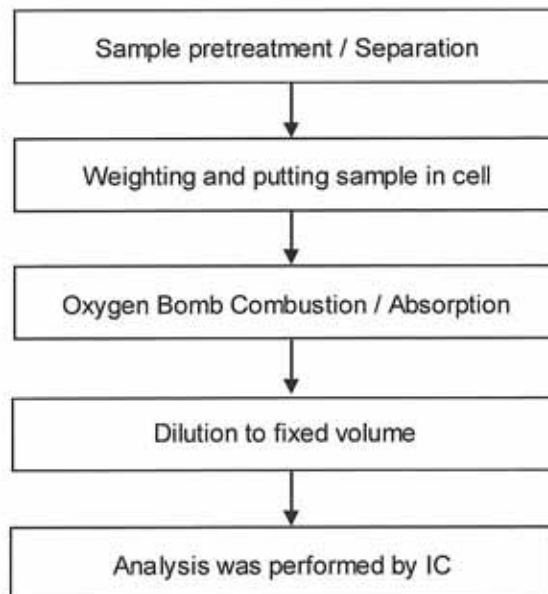 Sample pretreatment / Separation
Weighting and putting sample in cell
Oxygen Bomb Combustion / Absorption
Dilution to fixed volume
Analysis was performed by IC